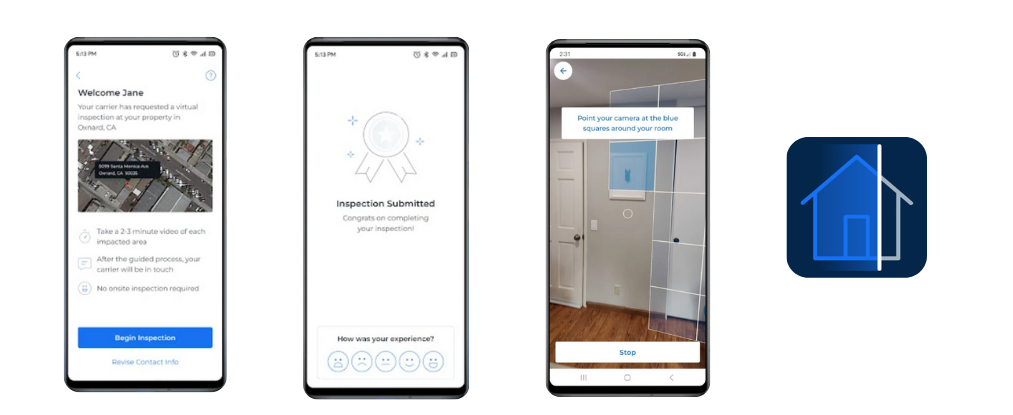 5:13 PM
Welcome Jane
Your carrier has requested a virtual
inspection at your property in
Oxnard, CA
Santa Monica Ave
Oxnard, CA
Take a 2-3 minute video of each
impacted area
After the guided process, your
carrier will be in touch
No onsite inspection required
Begin Inspection
Revise Contact Info
5:13 PM
Inspection Submitted
Congrats on completing
your inspection!
How was your experience?
2:31
Point your camera at the blue
squares around your room
Stop